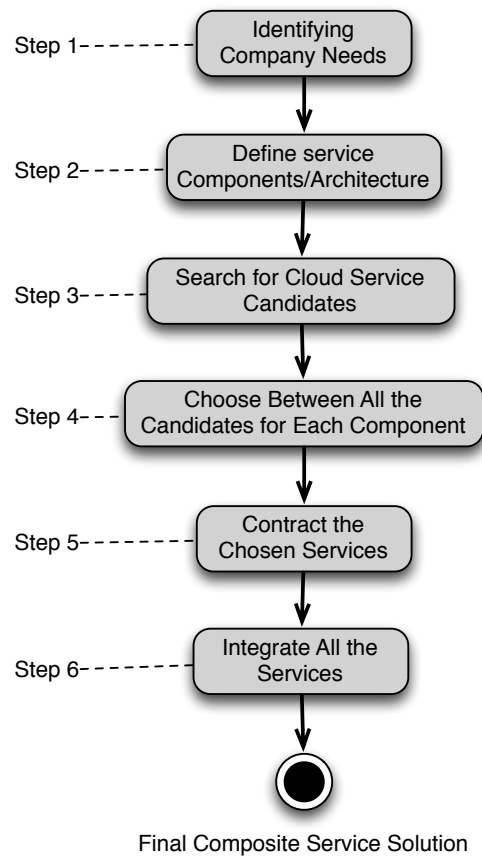 Step 1
Identifying
Company Needs
Step 2
Define service
Components/Architecture
Step 3
Search for Cloud Service
Candidates
Step 4
Choose Between All the
Candidates for Each Component
Step 5
Contract the
Chosen Services
Step 6
Integrate All the
Services
Final Composite Service Solution